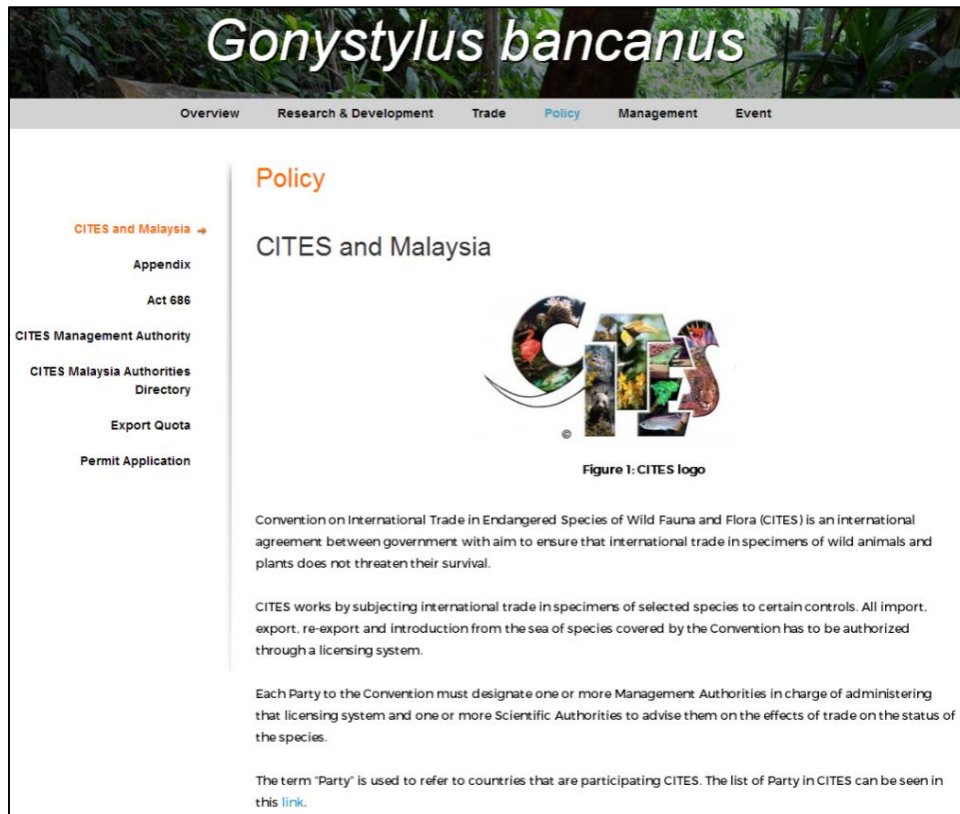 Gonystylus bancanus
Overview Research & Development Trade Policy Management Event
Policy
CITES and Malaysia
Appendix
Act 686
CITES Management Authority
CITES Malaysia Authorities
Directory
Export Quota
Permit Application
CITES and Malaysia
CITES
©
Figure 1: CITES logo
Convention on International Trade in Endangered Species of Wild Fauna and Flora (CITES) is an international
agreement between government with aim to ensure that international trade in specimens of wild animals and
plants does not threaten their survival.
CITES works by subjecting international trade in specimens of selected species to certain controls. All import,
export, re-export and introduction from the sea of species covered by the Convention has to be authorized
through a licensing system.
Each Party to the Convention must designate one or more Management Authorities in charge of administering
that licensing system and one or more Scientific Authorities to advise them on the effects of trade on the status of
the species.
The term "Party" is used to refer to countries that are participating CITES. The list of Party in CITES can be seen in
this link.